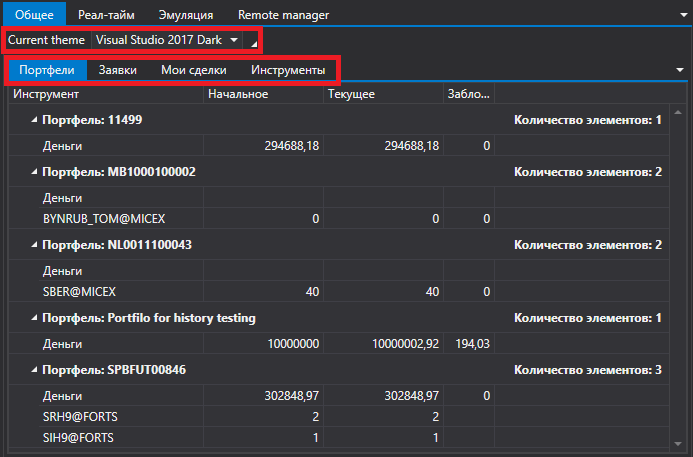 Общее Реал-тайм Эмуляция Remote manager
Current theme Visual Studio 2017 Dark
Портфели Заявки Мои сделки Инструменты
Инструмент Начальное Текущее Забло...
Портфель: 11499 Количество элементов: 1
Деньги 294688,18 294688,18 0
Портфель: MB1000100002 Количество элементов: 2
Деньги
BYNRUB_TOM@MICEX 0 0 0
Портфель: NL0011100043 Количество элементов: 2
Деньги
SBER@MICEX 40 40 0
Портфель: Portfilo for history testing Количество элементов: 1
Деньги 10000000 10000002,92 194,03
Портфель: SPBFUT00846 Количество элементов: 3
Деньги 302848,97 302848,97 0
SRH9@FORTS 2 2
SIH9@FORTS 1 1